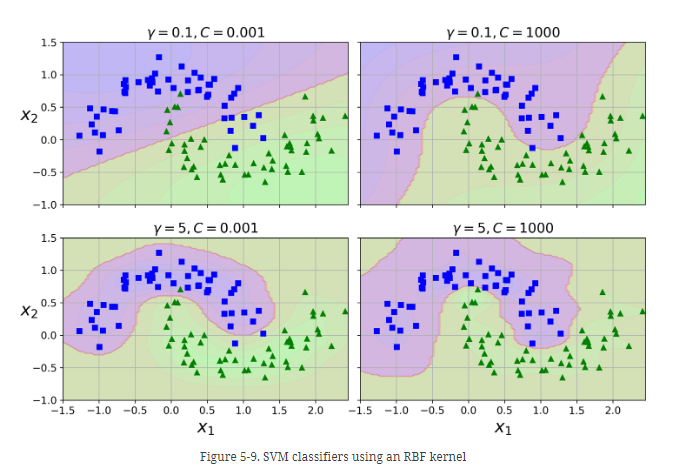 γ = 0.1, C = 0.001
γ = 0.1, C = 1000
1.5
1.0
0.5
0.0
−0.5
−1.0
x₂
γ = 5, C = 0.001
γ = 5, C = 1000
1.5
1.0
0.5
0.0
−0.5
−1.0
x₂
−1.5 −1.0 −0.5 0.0 0.5 1.0 1.5 2.0
−1.5 −1.0 −0.5 0.0 0.5 1.0 1.5 2.0
x₁
x₁
Figure 5-9. SVM classifiers using an RBF kernel